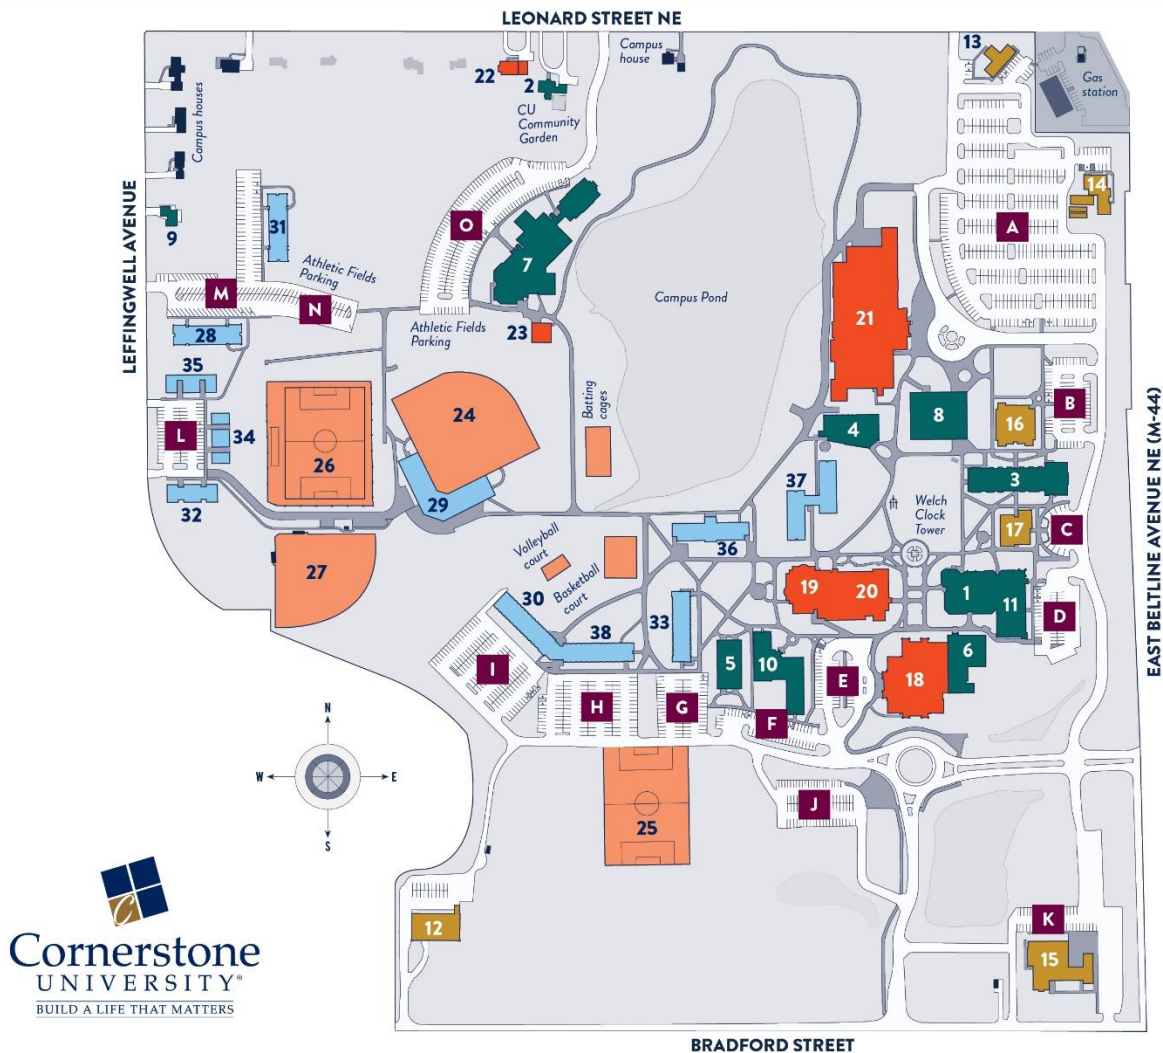 LEONARD STREET NE
13
Campus
house
22
2
Gas
station
CU
Community
Garden
Campus houses
14
31
O
A
9
7
LEFFINGWELL AVENUE
Athletic Fields
Parking
M
N
Campus Pond
21
28
Athletic Fields
Parking
23
35
Batting
cages
EAST BELTLINE AVENUE NE (M-44)
24
8
B
16
4
L
34
26
37
3
29
32
Welch
Clock
Tower
17
C
36
Volleyball
court
27
Basketball
court
19
20
1
11
30
33
D
38
5
10
6
I
E
18
H
G
F
N
W
E
S
J
25
12
K
15
C
Cornerstone
UNIVERSITY®
BUILD A LIFE THAT MATTERS
BRADFORD STREET